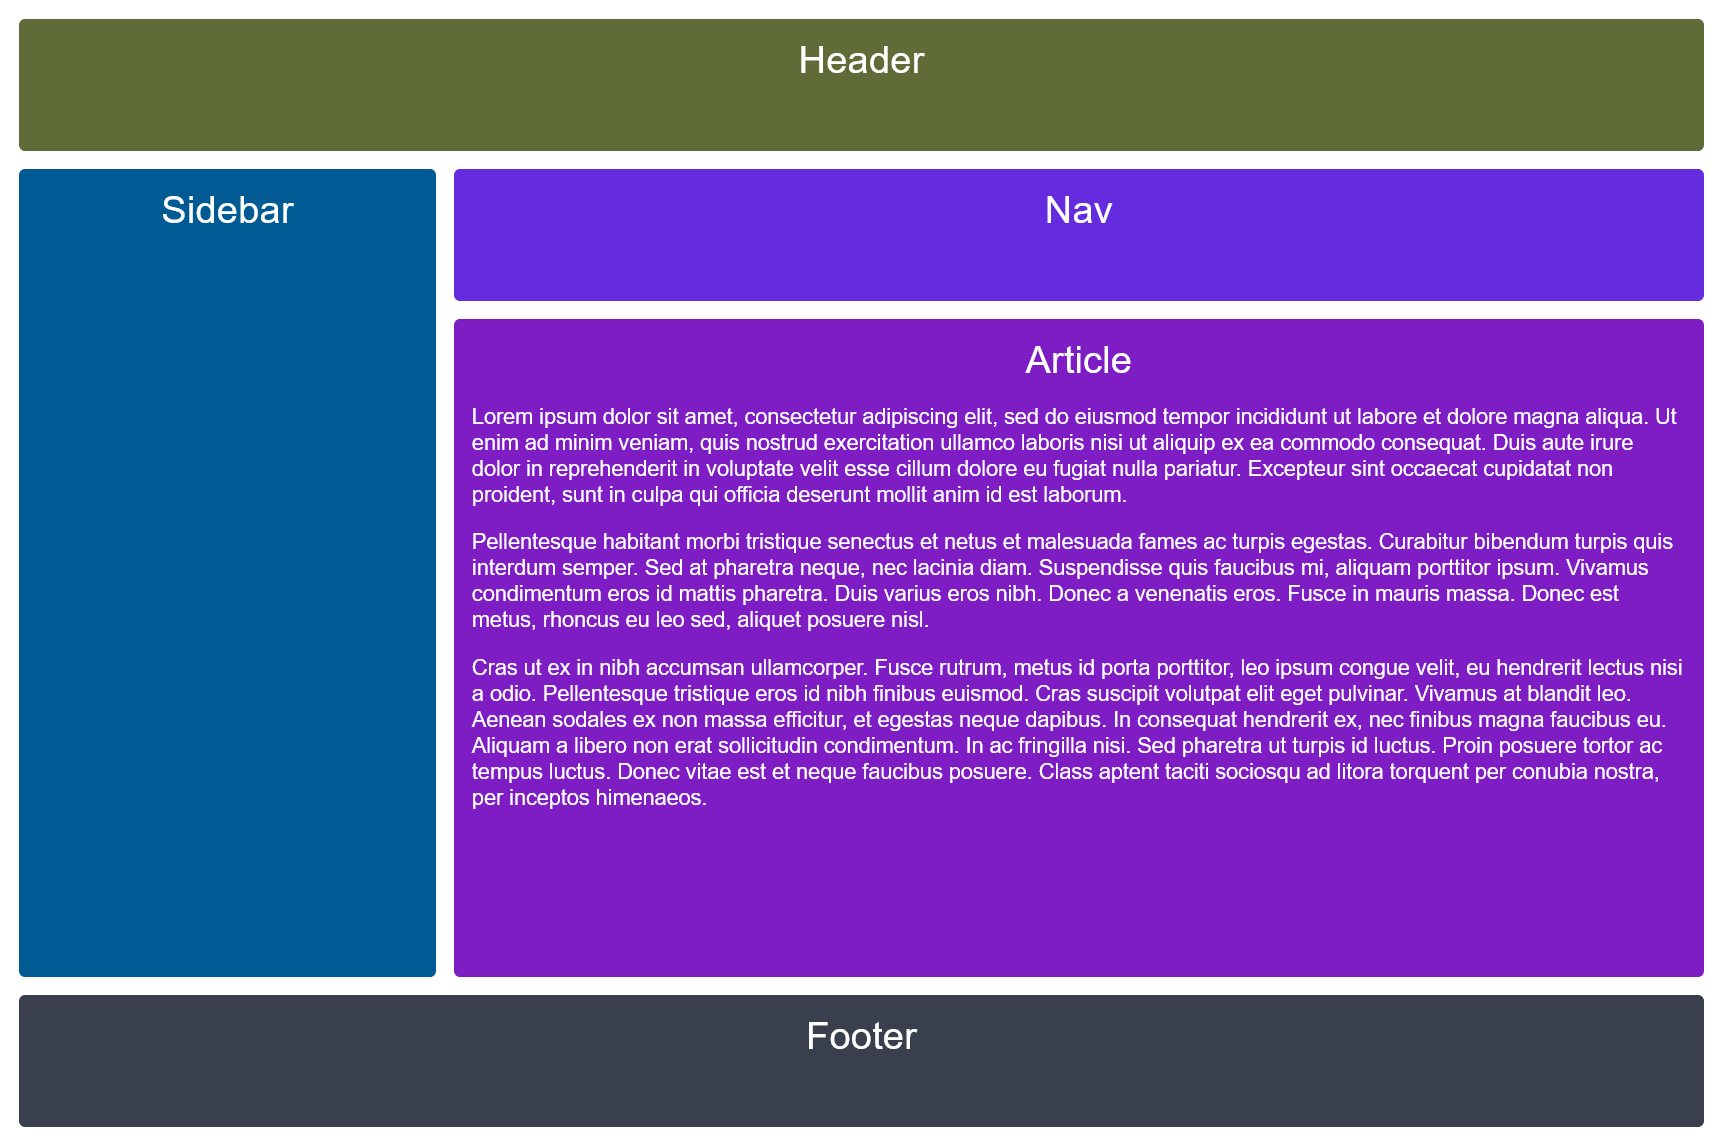 Header
Sidebar
Nav
Article
Lorem ipsum dolor sit amet, consectetur adipiscing elit, sed do eiusmod tempor incididunt ut labore et dolore magna aliqua. Ut
enim ad minim veniam, quis nostrud exercitation ullamco laboris nisi ut aliquip ex ea commodo consequat. Duis aute irure
dolor in reprehenderit in voluptate velit esse cillum dolore eu fugiat nulla pariatur. Excepteur sint occaecat cupidatat non
proident, sunt in culpa qui officia deserunt mollit anim id est laborum.
Pellentesque habitant morbi tristique senectus et netus et malesuada fames ac turpis egestas. Curabitur bibendum turpis quis
interdum semper. Sed at pharetra neque, nec lacinia diam. Suspendisse quis faucibus mi, aliquam porttitor ipsum. Vivamus
condimentum eros id mattis pharetra. Duis varius eros nibh. Donec a venenatis eros. Fusce in mauris massa. Donec est
metus, rhoncus eu leo sed, aliquet posuere nisl.
Cras ut ex in nibh accumsan ullamcorper. Fusce rutrum, metus id porta porttitor, leo ipsum congue velit, eu hendrerit lectus nisi
a odio. Pellentesque tristique eros id nibh finibus euismod. Cras suscipit volutpat elit eget pulvinar. Vivamus at blandit leo.
Aenean sodales ex non massa efficitur, et egestas neque dapibus. In consequat hendrerit ex, nec finibus magna faucibus eu.
Aliquam a libero non erat sollicitudin condimentum. In ac fringilla nisi. Sed pharetra ut turpis id luctus. Proin posuere tortor ac
tempus luctus. Donec vitae est et neque faucibus posuere. Class aptent taciti sociosqu ad litora torquent per conubia nostra,
per inceptos himenaeos.
Footer